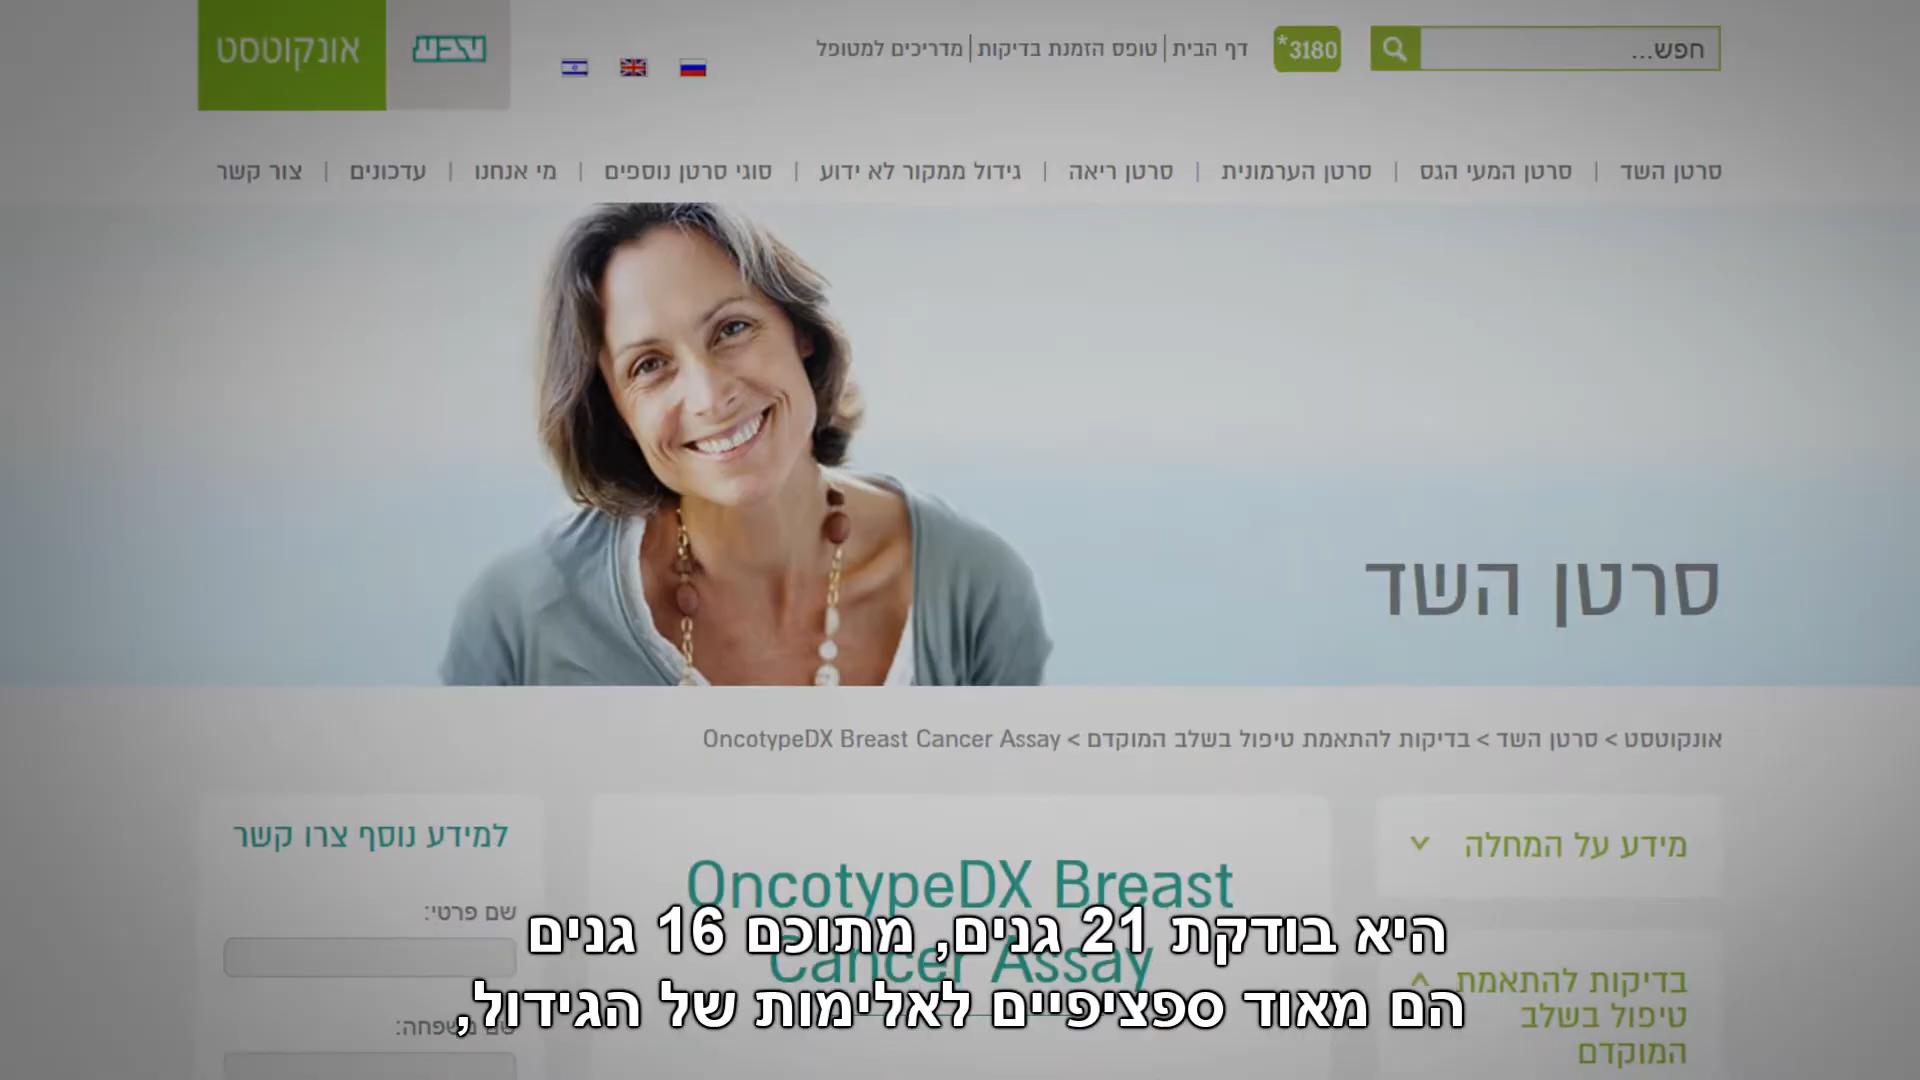 חפש...
3180*
דף הבית | טופס הזמנת בדיקות | מדריכים למטופל
טבע
אונקוטסט
סרטן השד | סרטן המעי הגס | סרטן הערמונית | סרטן ריאה | גידול ממקור לא ידוע | סוגי סרטן נוספים | מי אנחנו | עדכונים | צור קשר
סרטן השד
אונקוטסט > סרטן השד > בדיקות להתאמת טיפול בשלב המוקדם > OncotypeDX Breast Cancer Assay
מידע על המחלה
בדיקות להתאמת
טיפול בשלב
המוקדם
OncotypeDX Breast
Cancer Assay
למידע נוסף צרו קשר
שם פרטי:
שם משפחה:
היא בודקת 21 גנים, מתוכם 16 גנים
הם מאוד ספציפיים לאלימות של הגידול,